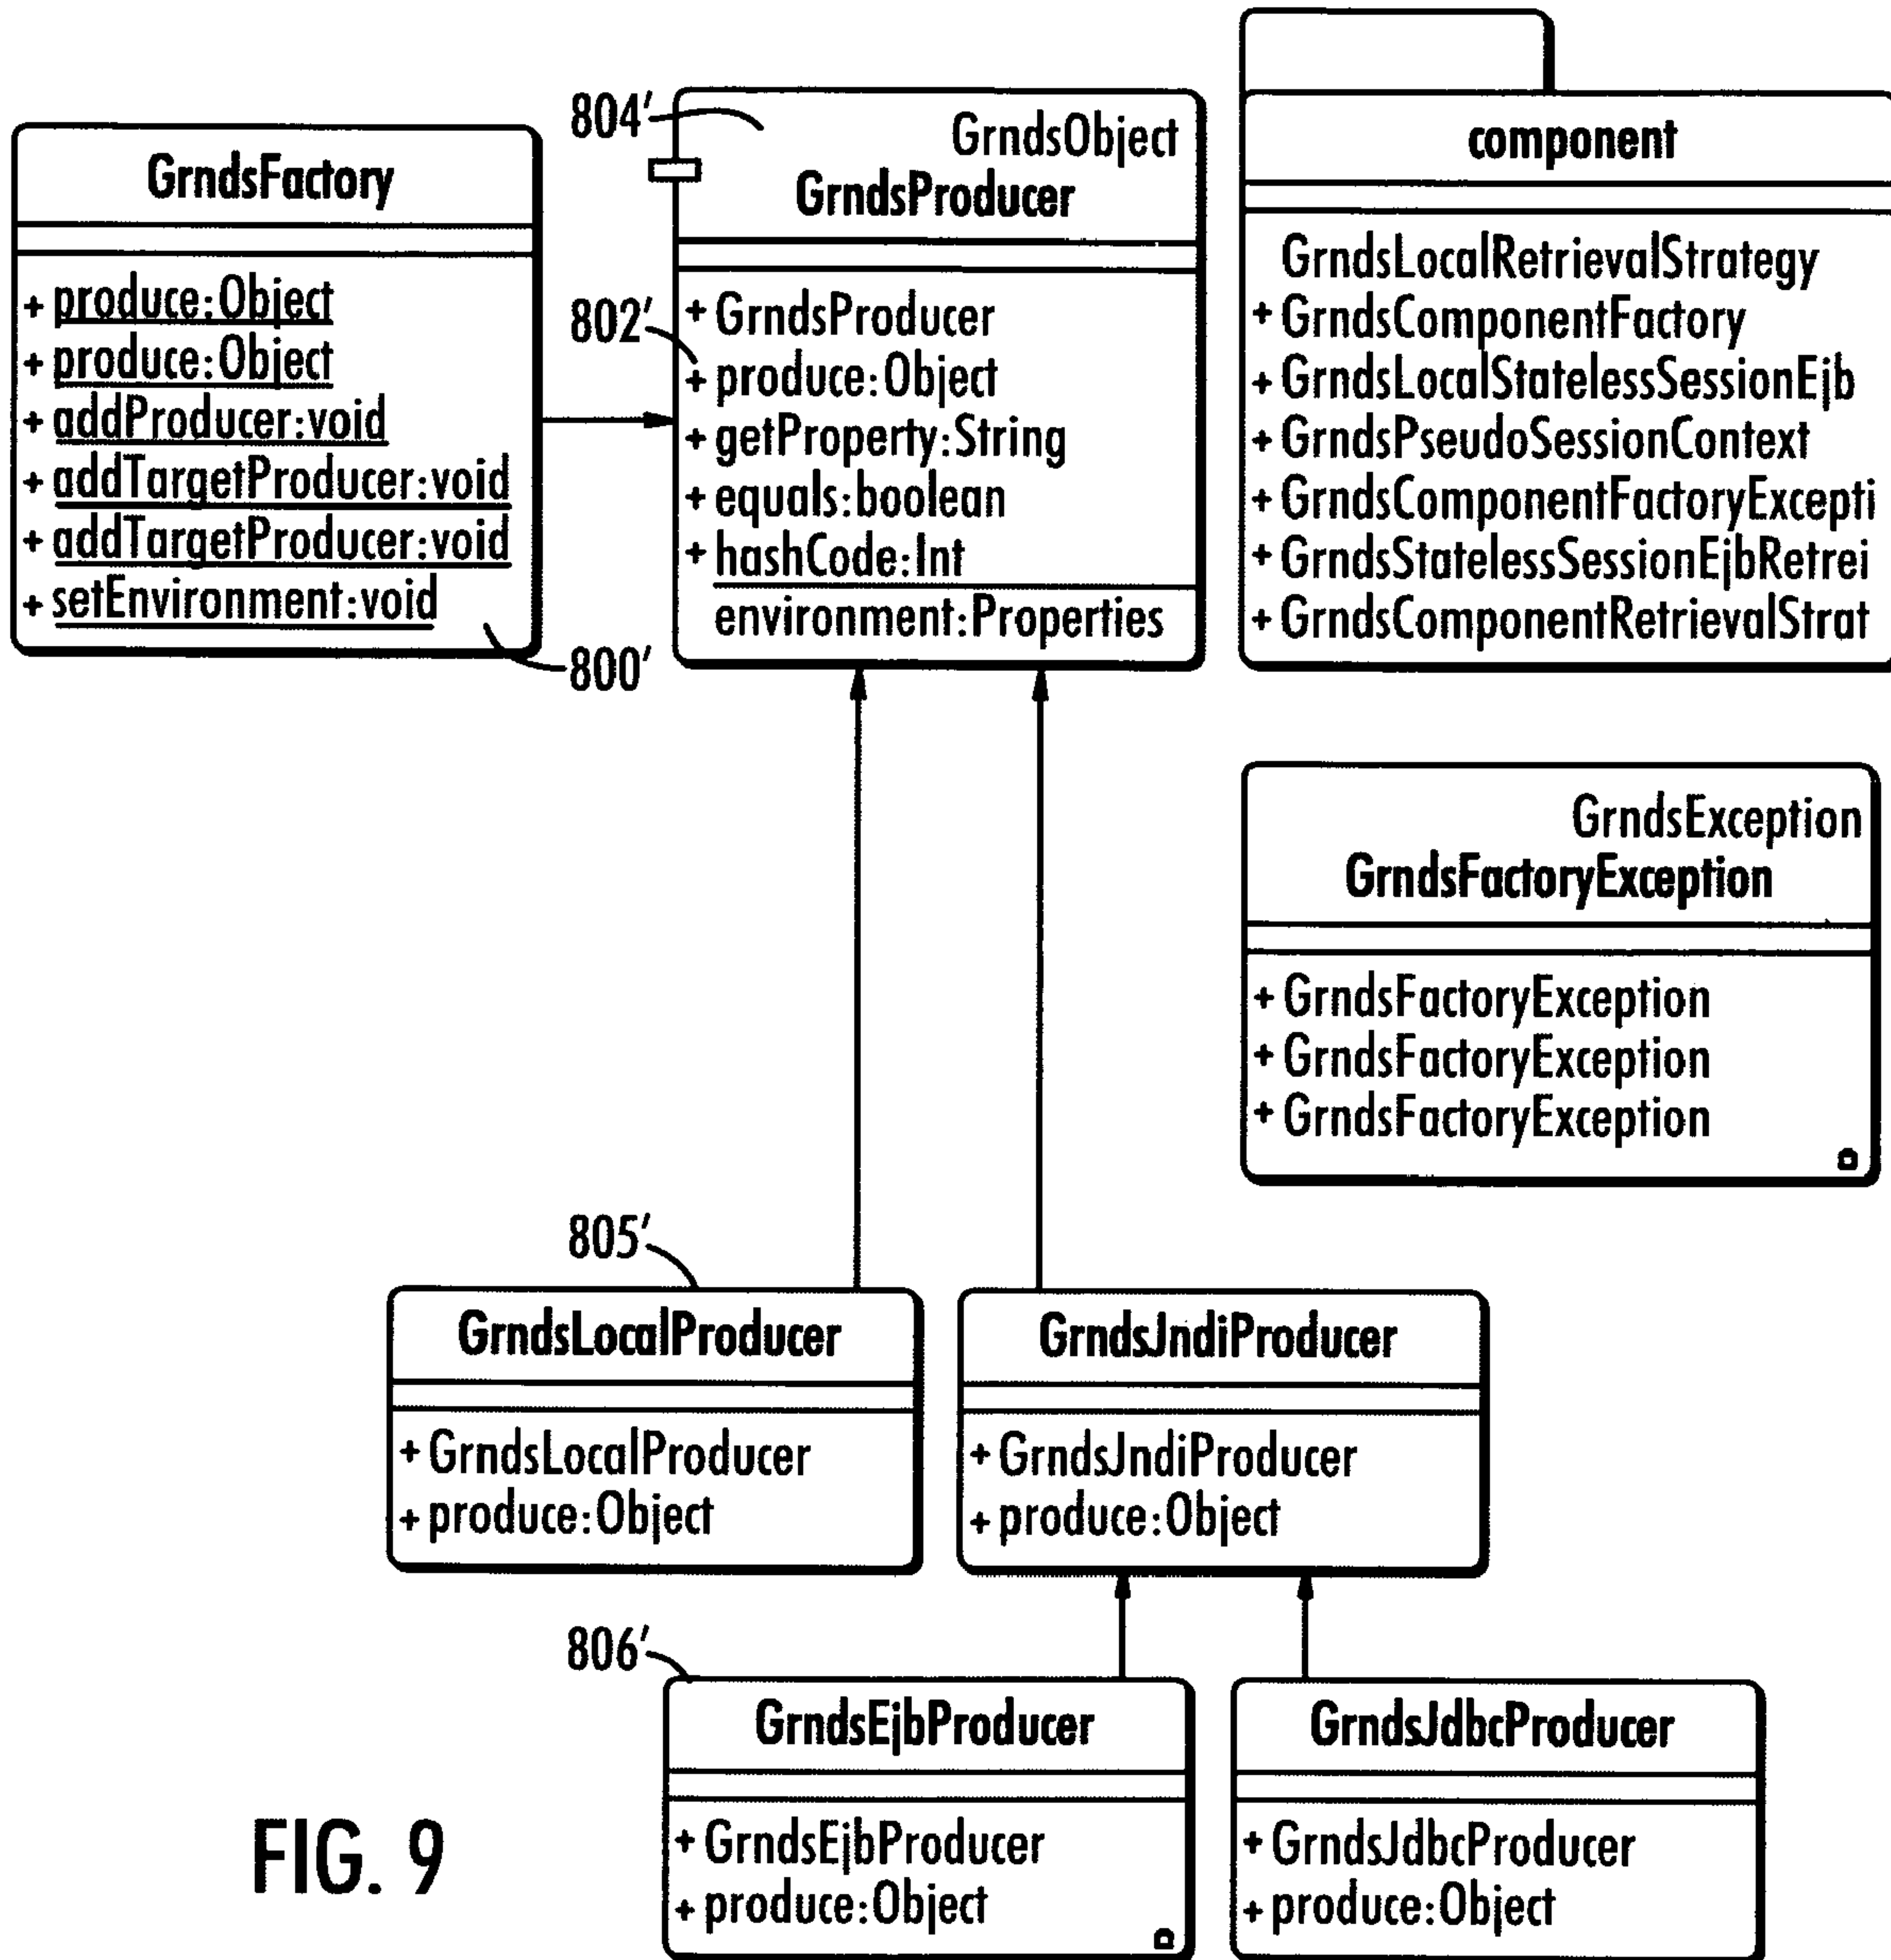 GrndsFactory
+ produce:Object
+ produce:Object
+ addProducer:void
+ addTargetProducer:void
+ addTargetProducer:void
+ setEnvironment:void
800'
804'
GrndsObject
GrndsProducer
802'
+ GrndsProducer
+ produce:Object
+ getProperty:String
+ equals:boolean
+ hashCode:Int
environment:Properties
component
GrndsLocalRetrievalStrategy
+ GrndsComponentFactory
+ GrndsLocalStatelessSessionEjb
+ GrndsPseudoSessionContext
+ GrndsComponentFactoryExcepti
+ GrndsStatelessSessionEjbRetrei
+ GrndsComponentRetrievalStrat
GrndsException
GrndsFactoryException
+ GrndsFactoryException
+ GrndsFactoryException
+ GrndsFactoryException
805'
GrndsLocalProducer
+ GrndsLocalProducer
+ produce:Object
GrndsJndiProducer
+ GrndsJndiProducer
+ produce:Object
806'
GrndsEjbProducer
+ GrndsEjbProducer
+ produce:Object
GrndsJdbcProducer
+ GrndsJdbcProducer
+ produce:Object
FIG. 9